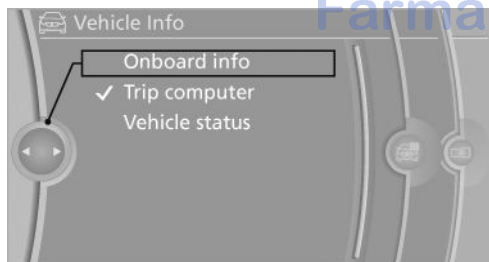 Farma
Vehicle Info
Onboard info
Trip computer
Vehicle status